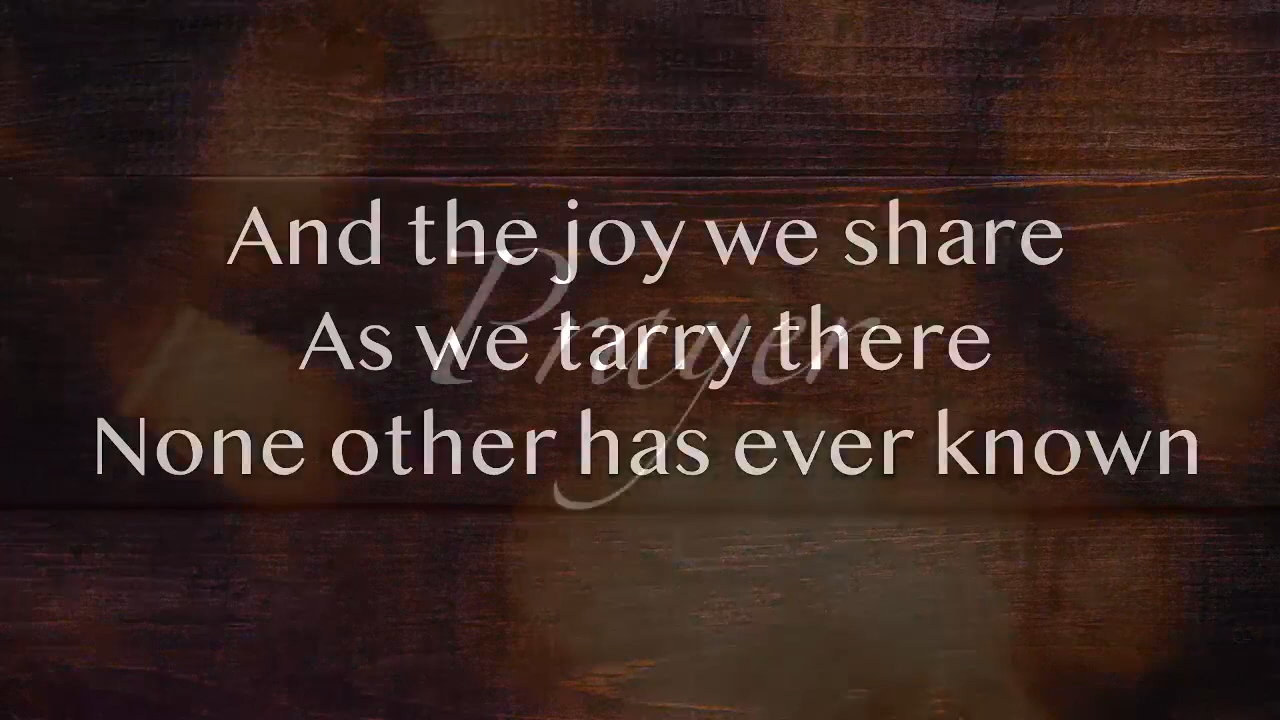 And the joy we share
As we tarry there
None other has ever known
Prayer